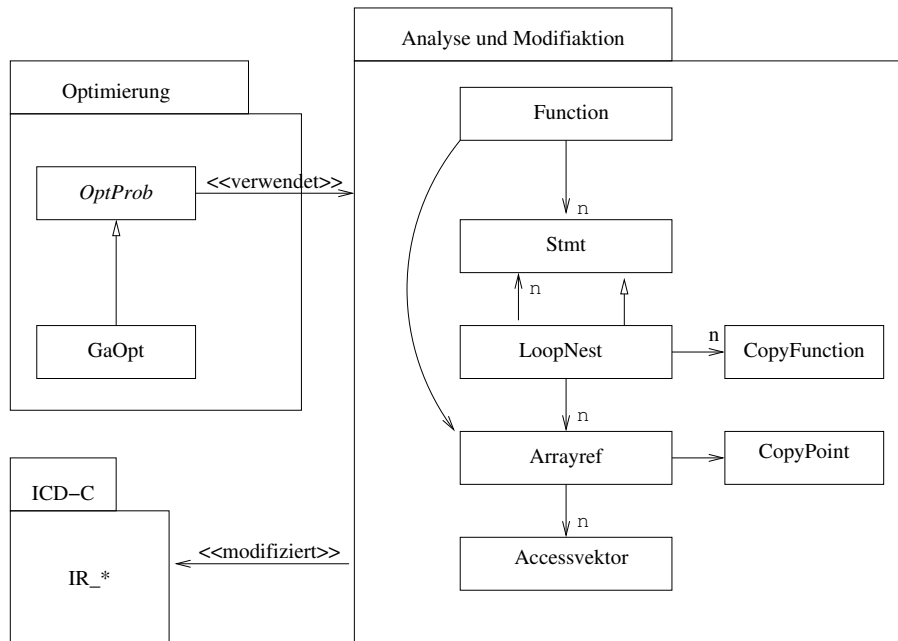 Analyse und Modifiaktion
Optimierung
Function
OptProb
<<verwendet>>
n
Stmt
n
GaOpt
LoopNest
n
CopyFunction
n
Arrayref
CopyPoint
ICD−C
n
<<modifiziert>>
Accessvektor
IR_*